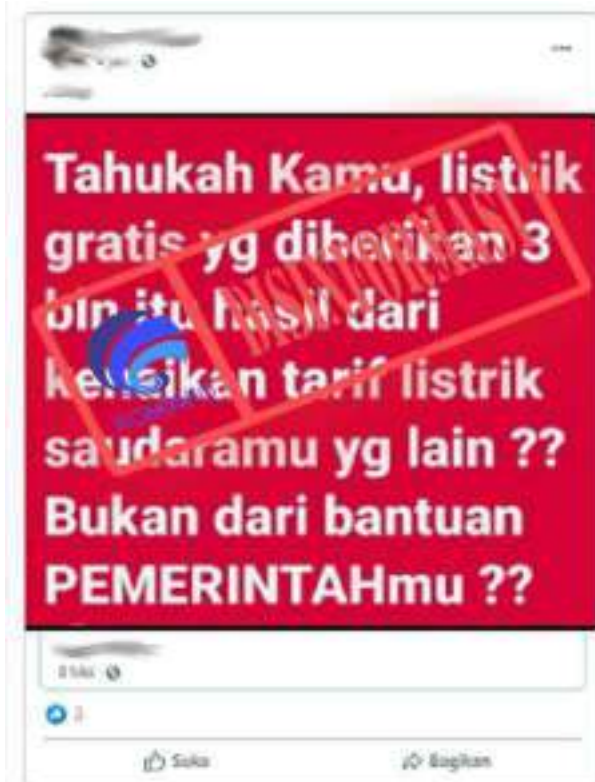 Tahukah Kamu, listrik
gratis yg diberikan 3
bln itu hasil dari
kenaikan tarif listrik
saudaramu yg lain ??
Bukan dari bantuan
PEMERINTAHmu ??
DISINFORMASI
2
Suka
Bagikan